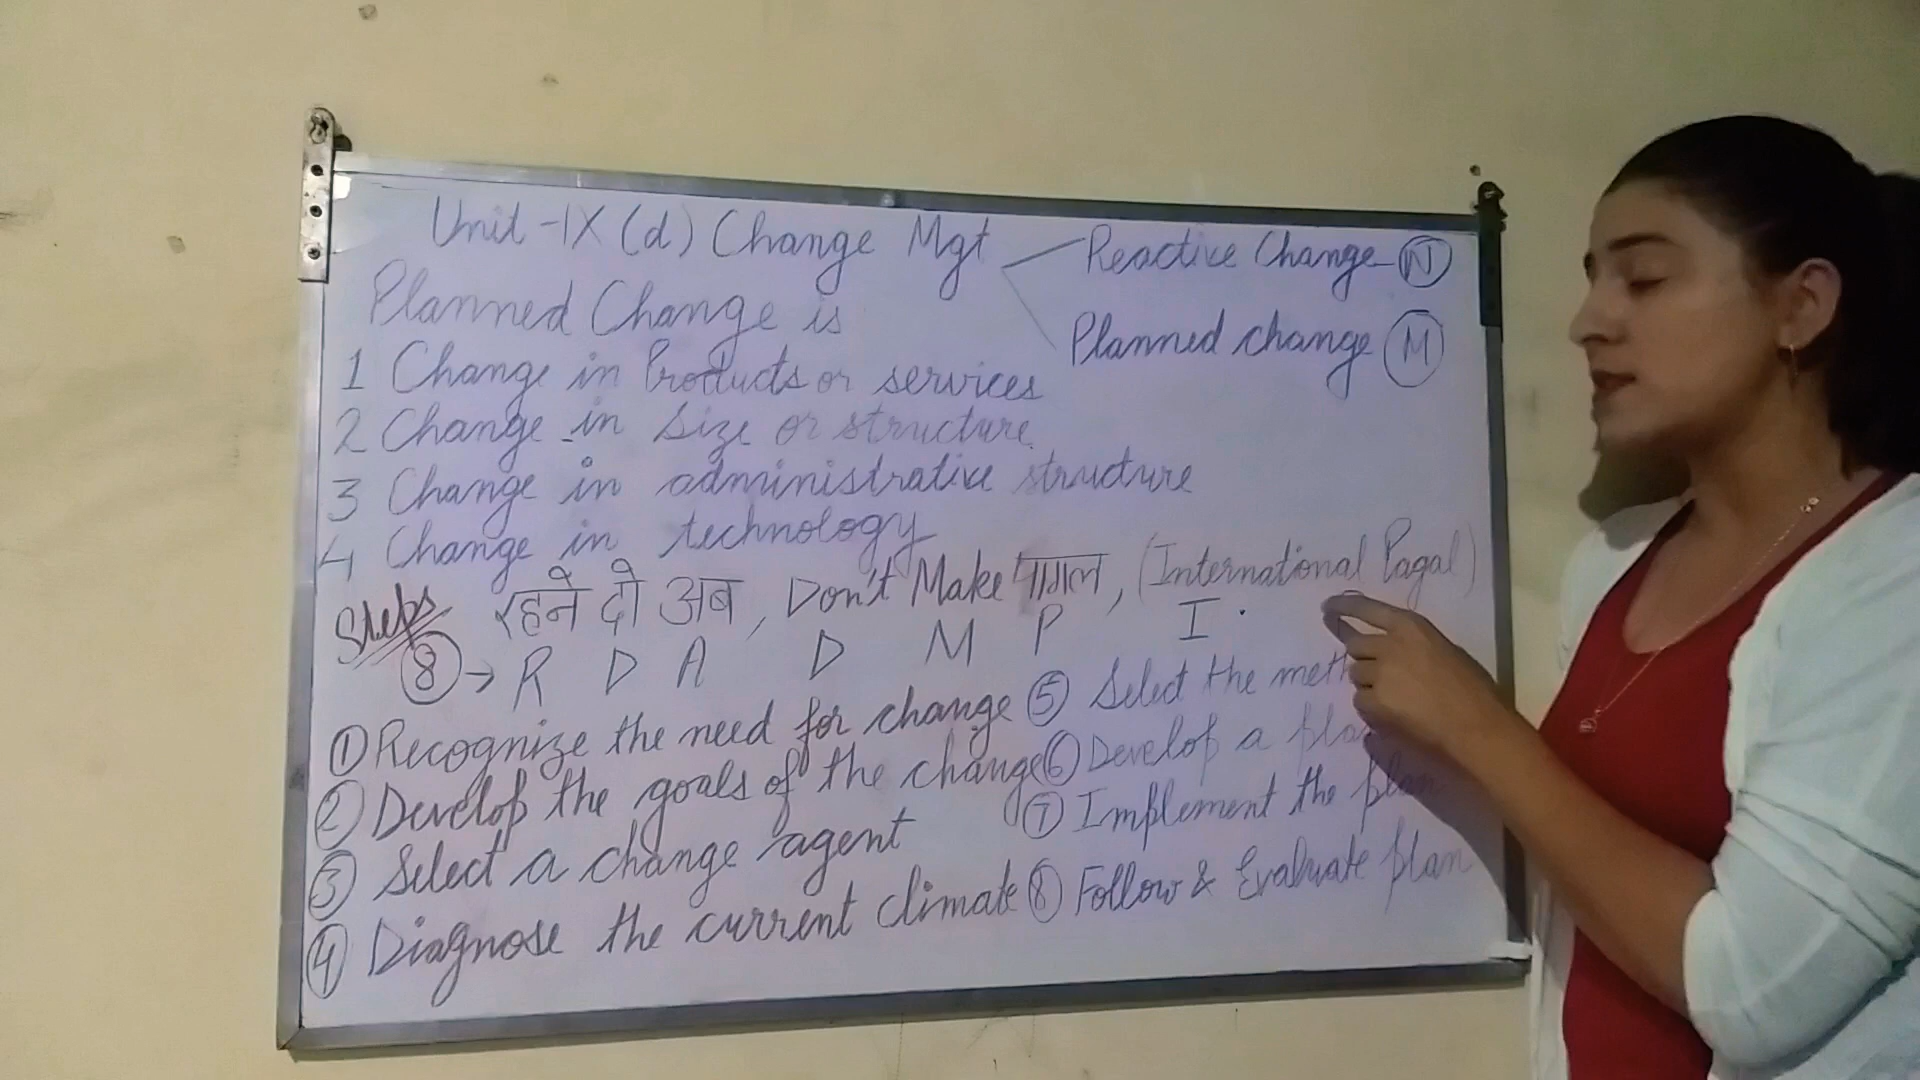 Unit-IX (d) Change Mgt
Reactive Change - N
Planned change M
Planned Change is
1 Change in Products or services
2 Change in size or structure
3 Change in administrative structure
4 Change in technology
Steps रहने दो अब, Don't Make पागल, (International Pagal)
8 → R D A D M P I
① Recognize the need for change
② Develop the goals of the change
③ Select a change agent
④ Diagnose the current climate
⑤ Select the
⑥ Develop a
⑦ Implement the plan
⑧ Follow & Evaluate plan